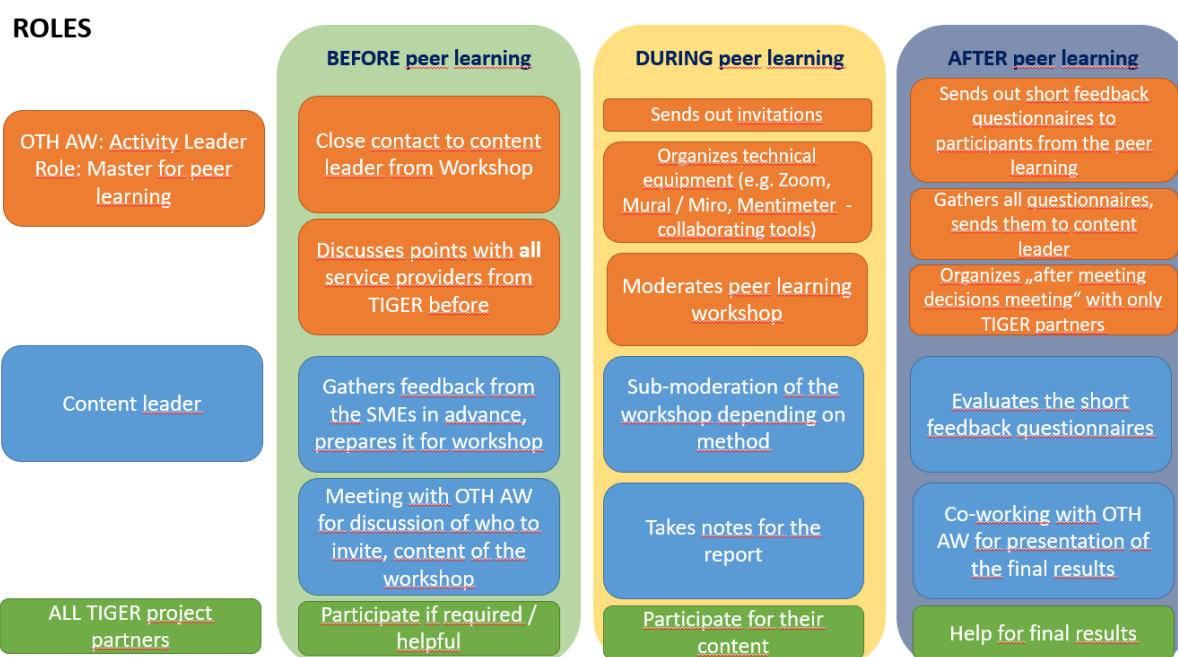 ROLES
BEFORE peer learning
DURING peer learning
AFTER peer learning
OTH AW: Activity Leader
Role: Master for peer
learning
Close contact to content
leader from Workshop
Discusses points with all
service providers from
TIGER before
Sends out invitations
Organizes technical
equipment (e.g. Zoom,
Mural / Miro, Mentimeter -
collaborating tools)
Moderates peer learning
workshop
Sends out short feedback
questionnaires to
participants from the peer
learning
Gathers all questionnaires,
sends them to content
leader
Organizes „after meeting
decisions meeting“ with only
TIGER partners
Content leader
Gathers feedback from
the SMEs in advance,
prepares it for workshop
Meeting with OTH AW
for discussion of who to
invite, content of the
workshop
Sub-moderation of the
workshop depending on
method
Takes notes for the
report
Evaluates the short
feedback questionnaires
Co-working with OTH
AW for presentation of
the final results
ALL TIGER project
partners
Participate if required /
helpful
Participate for their
content
Help for final results